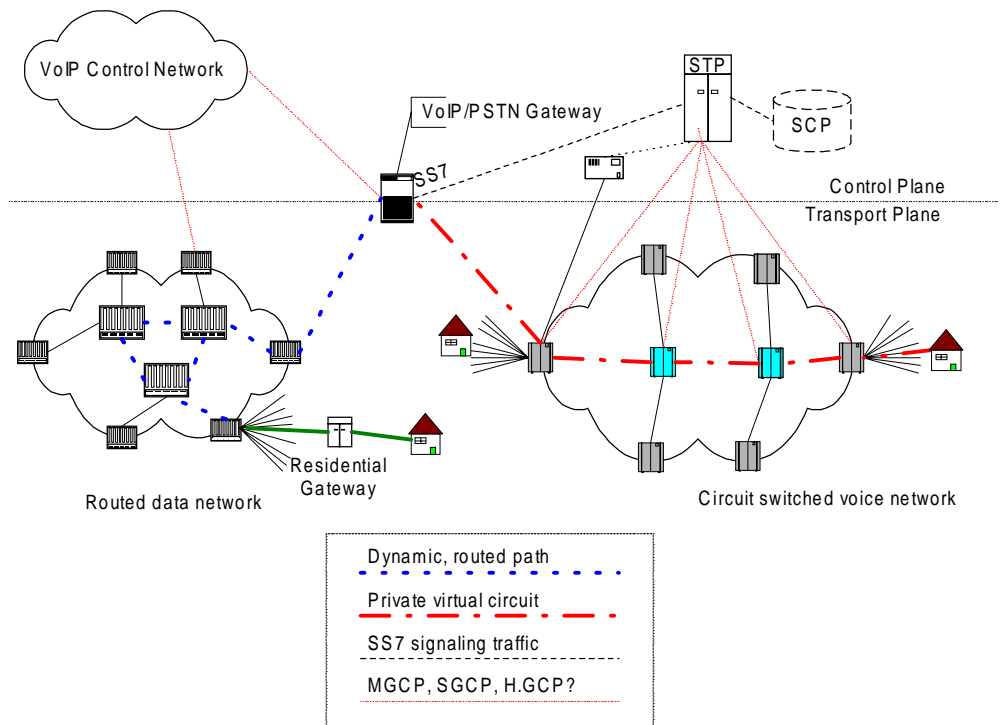 VoIP Control Network
STP
VoIP/PSTN Gateway
SCP
SS7
Control Plane
Transport Plane
Residential
Gateway
Routed data network
Circuit switched voice network
Dynamic, routed path
Private virtual circuit
SS7 signaling traffic
MGCP, SGCP, H.GCP?